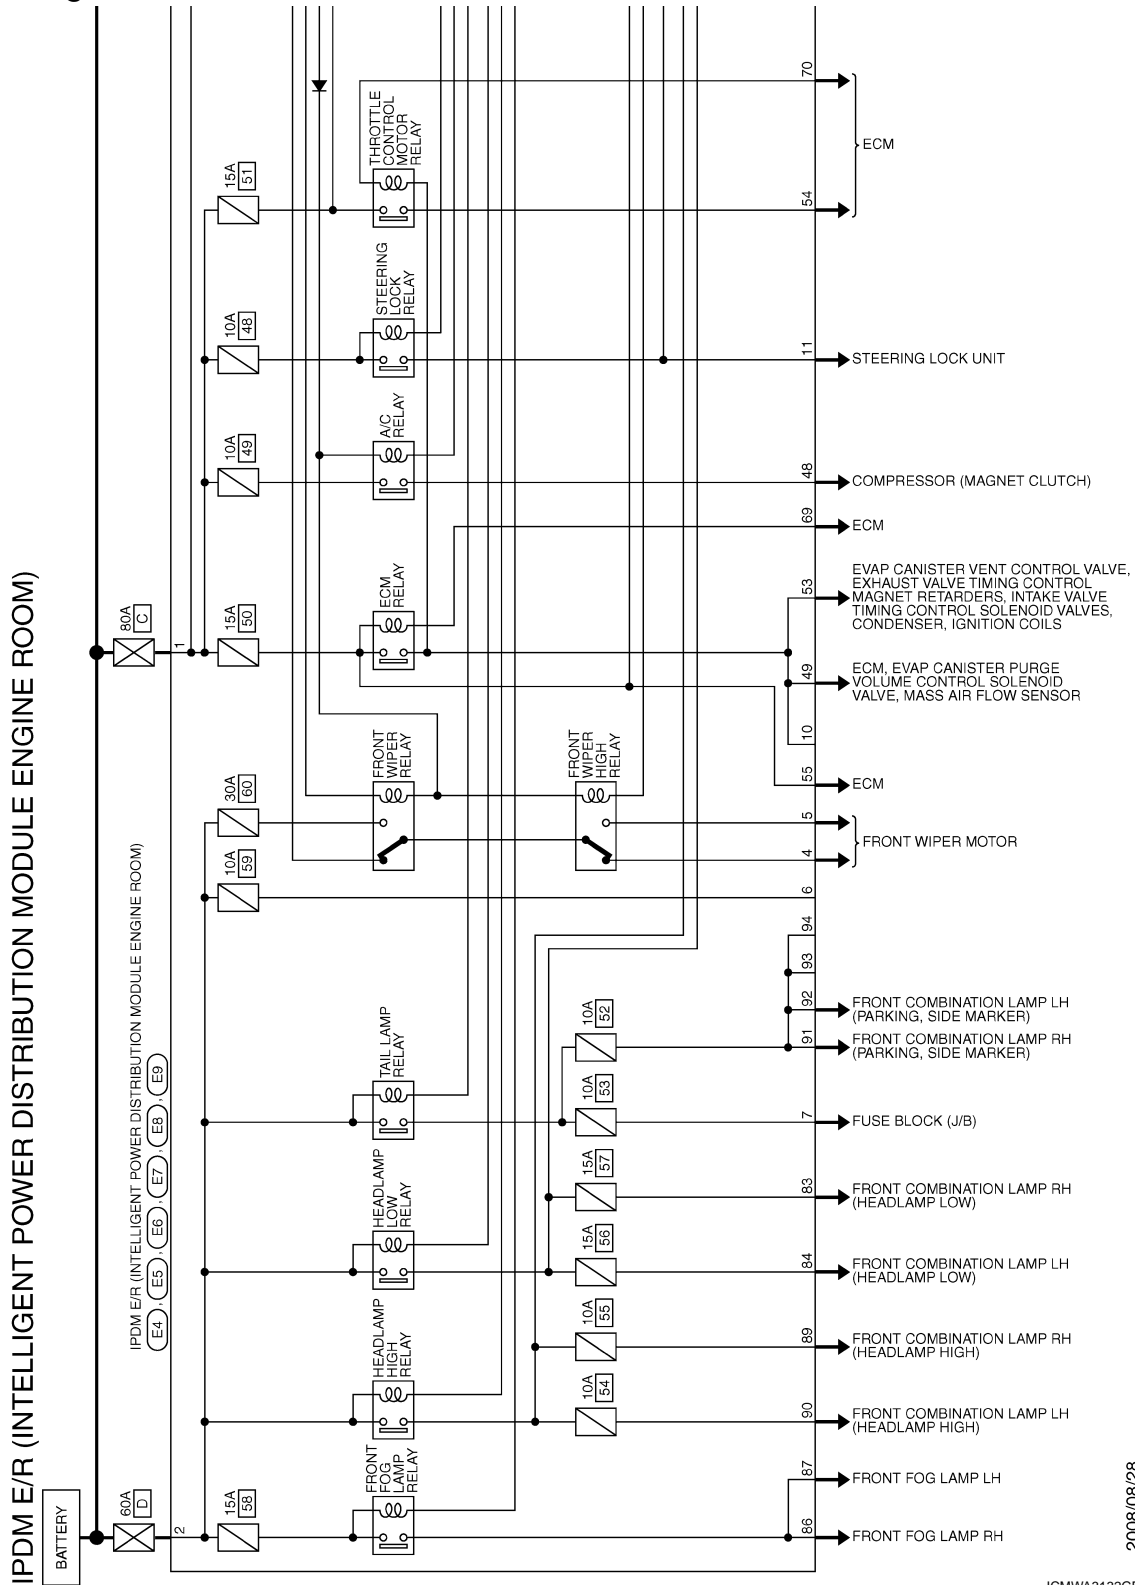 IPDM E/R (INTELLIGENT POWER DISTRIBUTION MODULE ENGINE ROOM)
BATTERY
80A
C
1
60A
D
2
IPDM E/R (INTELLIGENT POWER DISTRIBUTION MODULE ENGINE ROOM)
E4, E5, E6, E7, E8, E9
15A
51
THROTTLE
CONTROL
MOTOR
RELAY
70
54
ECM
10A
48
STEERING
LOCK
RELAY
11
STEERING LOCK UNIT
10A
49
A/C
RELAY
48
COMPRESSOR (MAGNET CLUTCH)
69
ECM
15A
50
ECM
RELAY
53
EVAP CANISTER VENT CONTROL VALVE,
EXHAUST VALVE TIMING CONTROL
MAGNET RETARDERS, INTAKE VALVE
TIMING CONTROL SOLENOID VALVES,
CONDENSER, IGNITION COILS
49
ECM, EVAP CANISTER PURGE
VOLUME CONTROL SOLENOID
VALVE, MASS AIR FLOW SENSOR
10
55
ECM
30A
60
FRONT
WIPER
RELAY
FRONT
WIPER
HIGH
RELAY
5
4
FRONT WIPER MOTOR
10A
59
6
94
93
10A
52
92
FRONT COMBINATION LAMP LH
(PARKING, SIDE MARKER)
91
FRONT COMBINATION LAMP RH
(PARKING, SIDE MARKER)
TAIL LAMP
RELAY
10A
53
7
FUSE BLOCK (J/B)
15A
57
83
FRONT COMBINATION LAMP RH
(HEADLAMP LOW)
HEADLAMP
LOW
RELAY
15A
56
84
FRONT COMBINATION LAMP LH
(HEADLAMP LOW)
10A
55
89
FRONT COMBINATION LAMP RH
(HEADLAMP HIGH)
HEADLAMP
HIGH
RELAY
10A
54
90
FRONT COMBINATION LAMP LH
(HEADLAMP HIGH)
15A
58
FRONT
FOG
LAMP
RELAY
87
FRONT FOG LAMP LH
86
FRONT FOG LAMP RH
2008/08/28